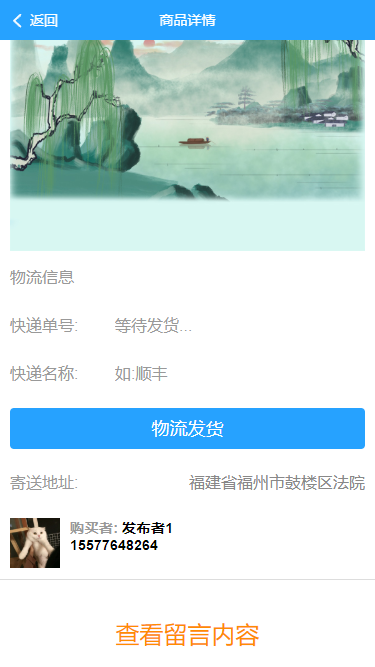 返回 商品详情
物流信息
快递单号: 等待发货...
快递名称: 如:顺丰
物流发货
寄送地址: 福建省福州市鼓楼区法院
购买者: 发布者1
15577648264
查看留言内容